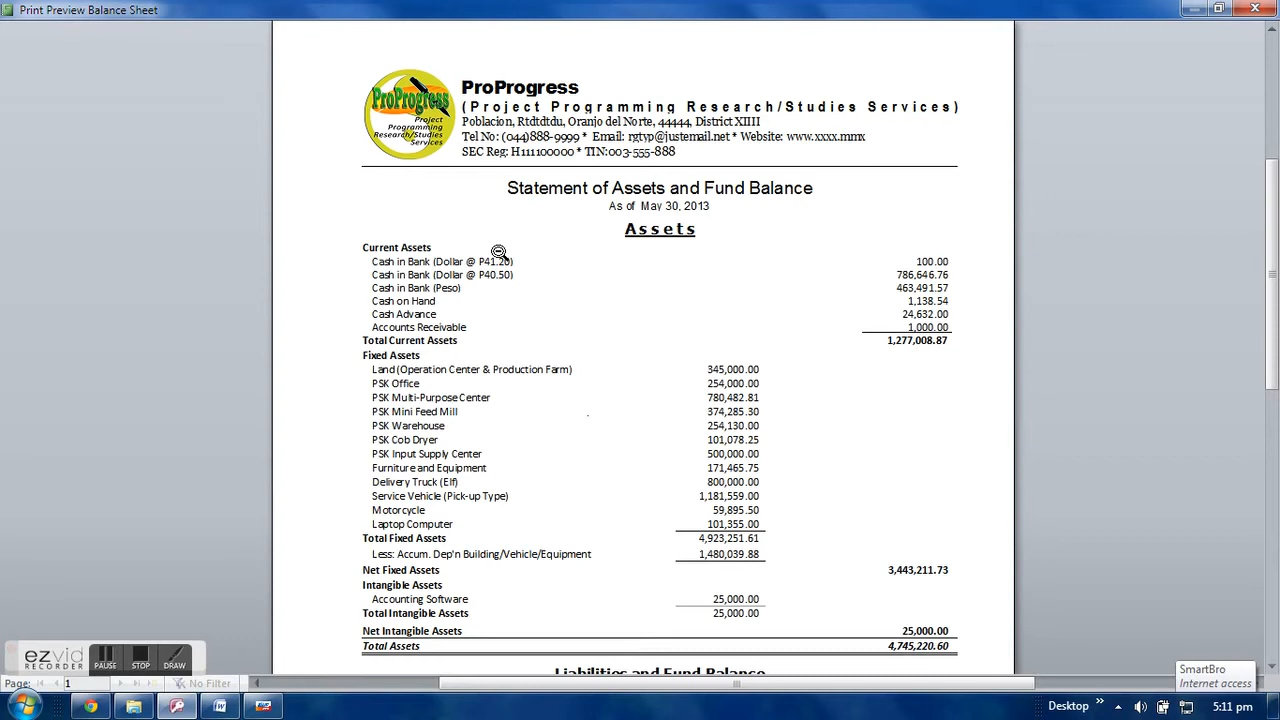 Print Preview Balance Sheet
ProProgress
Project
Programming
Research/Studies
Services
ProProgress
(Project Programming Research/Studies Services)
Poblacion, Rtdtdtdu, Oranjo del Norte, 44444, District XIIII
Tel No: (044)888-9999 * Email: rgtyp@justemail.net * Website: www.xxxx.mmx
SEC Reg: H111100000 * TIN:003-555-888
Statement of Assets and Fund Balance
As of May 30, 2013
Assets
Current Assets
Cash in Bank (Dollar @ P41.20) 100.00
Cash in Bank (Dollar @ P40.50) 786,646.76
Cash in Bank (Peso) 463,491.57
Cash on Hand 1,138.54
Cash Advance 24,632.00
Accounts Receivable 1,000.00
Total Current Assets 1,277,008.87
Fixed Assets
Land (Operation Center & Production Farm) 345,000.00
PSK Office 254,000.00
PSK Multi-Purpose Center 780,482.81
PSK Mini Feed Mill 374,285.30
PSK Warehouse 254,130.00
PSK Cob Dryer 101,078.25
PSK Input Supply Center 500,000.00
Furniture and Equipment 171,465.75
Delivery Truck (Elf) 800,000.00
Service Vehicle (Pick-up Type) 1,181,559.00
Motorcycle 59,895.50
Laptop Computer 101,355.00
Total Fixed Assets 4,923,251.61
Less: Accum. Dep'n Building/Vehicle/Equipment 1,480,039.88
Net Fixed Assets 3,443,211.73
Intangible Assets
Accounting Software 25,000.00
Total Intangible Assets 25,000.00
Net Intangible Assets 25,000.00
Total Assets 4,745,220.60
Liabilities and Fund Balance
ezvid
RECORDER
PAUSE STOP DRAW
SmartBro
Internet access
Page: 1 No Filter
Desktop 5:11 pm